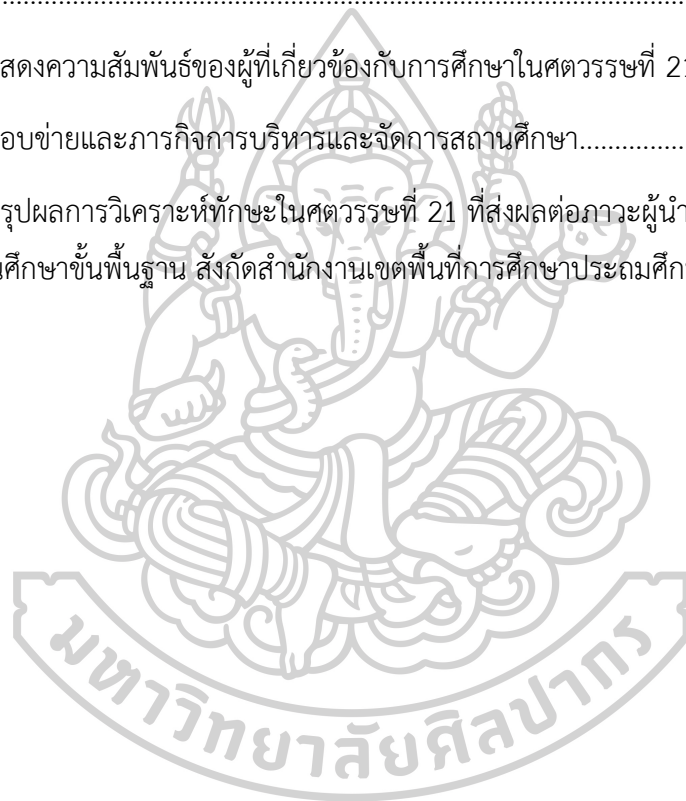 ................................................................................
สดงความสัมพันธ์ของผู้ที่เกี่ยวข้องกับการศึกษาในศตวรรษที่ 21
อบข่ายและภารกิจการบริหารและจัดการสถานศึกษา................
รุปผลการวิเคราะห์ทักษะในศตวรรษที่ 21 ที่ส่งผลต่อภาวะผู้นำ
ศึกษาขั้นพื้นฐาน สังกัดสำนักงานเขตพื้นที่การศึกษาประถมศึก
มหาวิทยาลัยศิลปากร